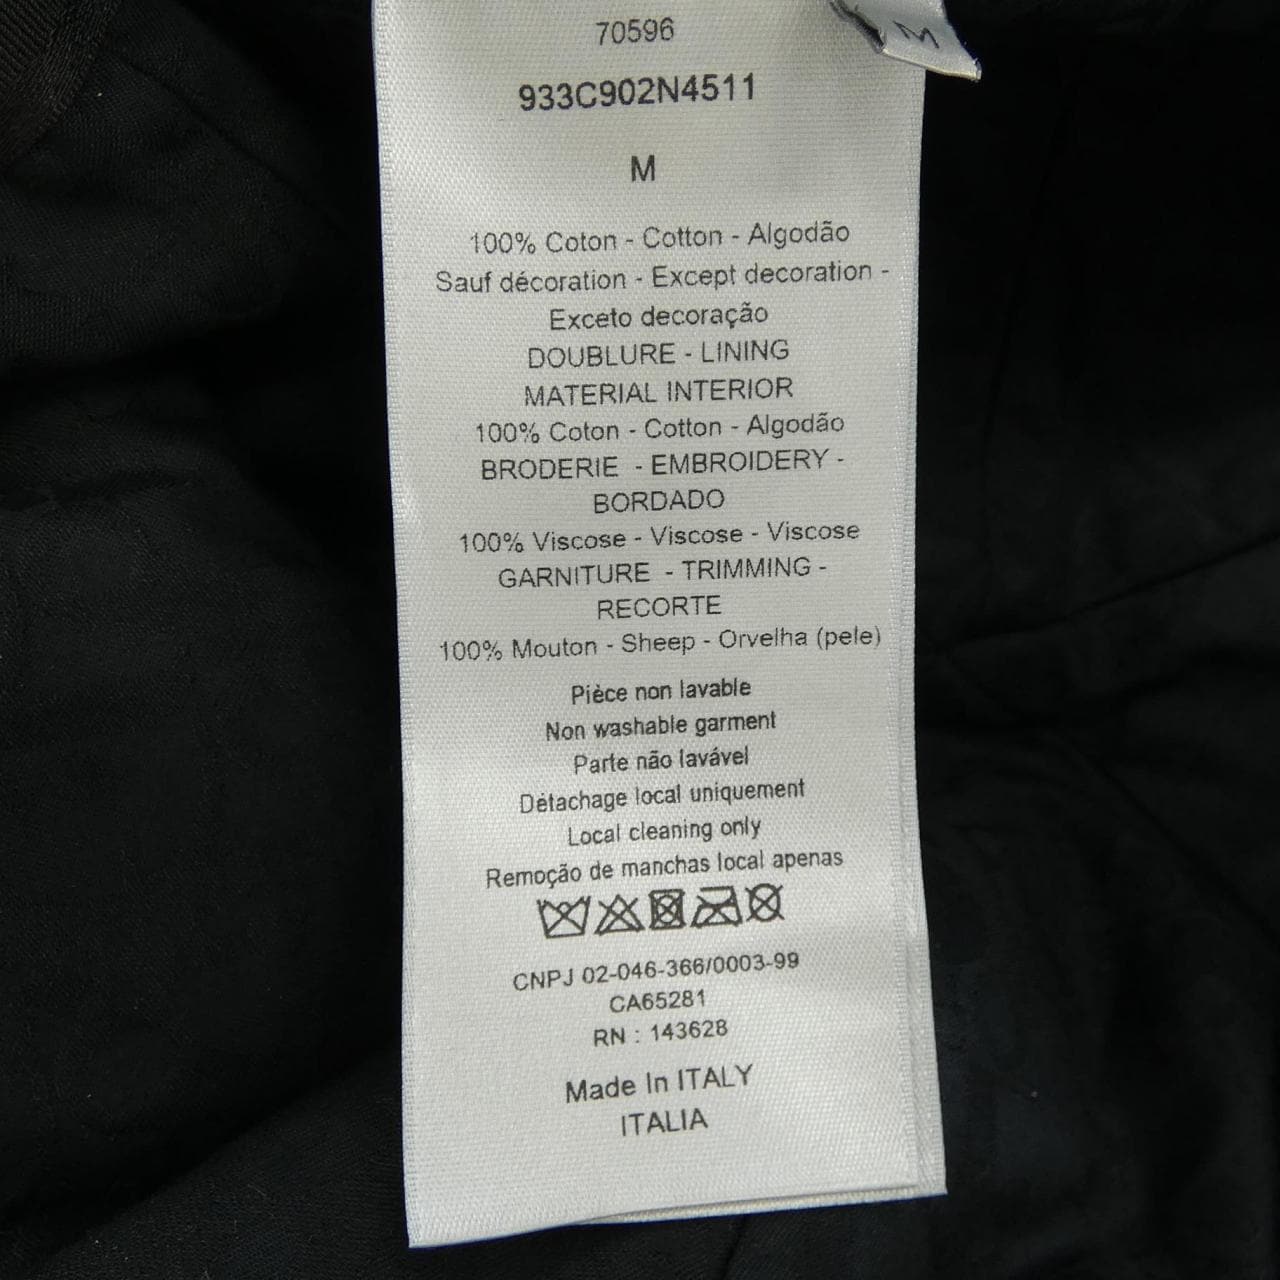 M
70596
933C902N4511
M
100% Coton - Cotton - Algodão
Sauf décoration - Except decoration -
Exceto decoração
DOUBLURE - LINING
MATERIAL INTERIOR
100% Coton - Cotton - Algodão
BRODERIE - EMBROIDERY -
BORDADO
100% Viscose - Viscose - Viscose
GARNITURE - TRIMMING -
RECORTE
100% Mouton - Sheep - Orvelha (pele)
Pièce non lavable
Non washable garment
Parte não lavável
Détachage local uniquement
Local cleaning only
Remoção de manchas local apenas
CNPJ 02-046-366/0003-99
CA65281
RN : 143628
Made In ITALY
ITALIA